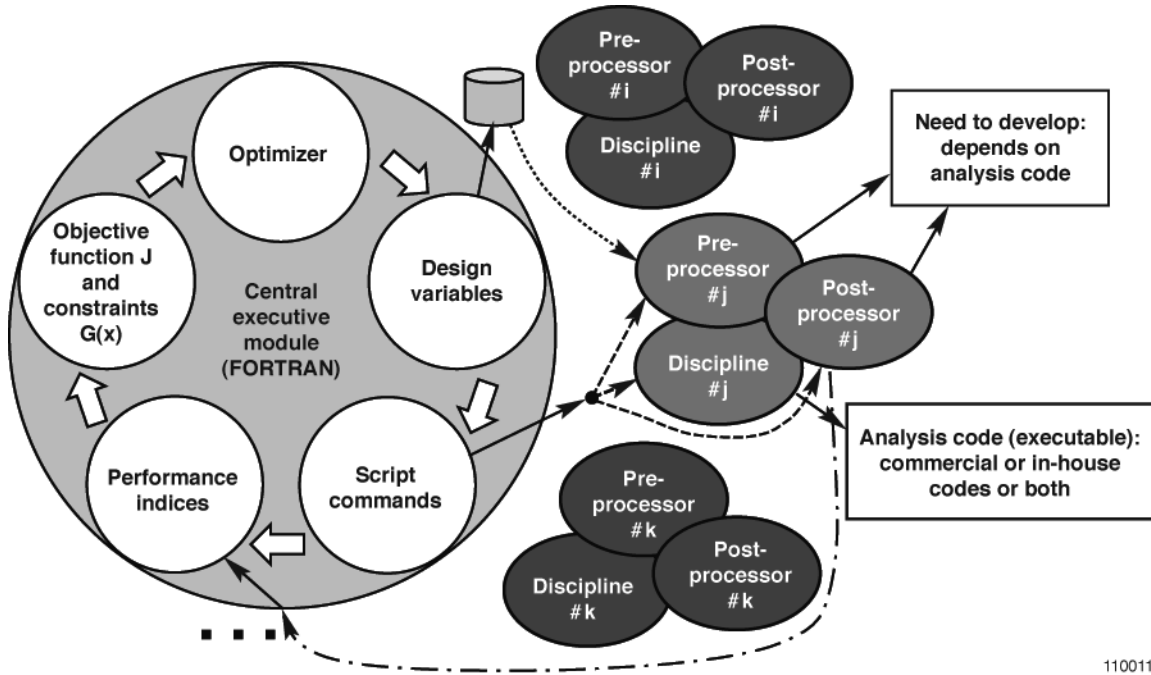 Optimizer
Design
variables
Script
commands
Performance
indices
Objective
function J
and
constraints
G(x)
Central
executive
module
(FORTRAN)
Pre-
processor
#i
Post-
processor
#i
Discipline
#i
Pre-
processor
#j
Post-
processor
#j
Discipline
#j
Pre-
processor
#k
Post-
processor
#k
Discipline
#k
Need to develop:
depends on
analysis code
Analysis code (executable):
commercial or in-house
codes or both
110011